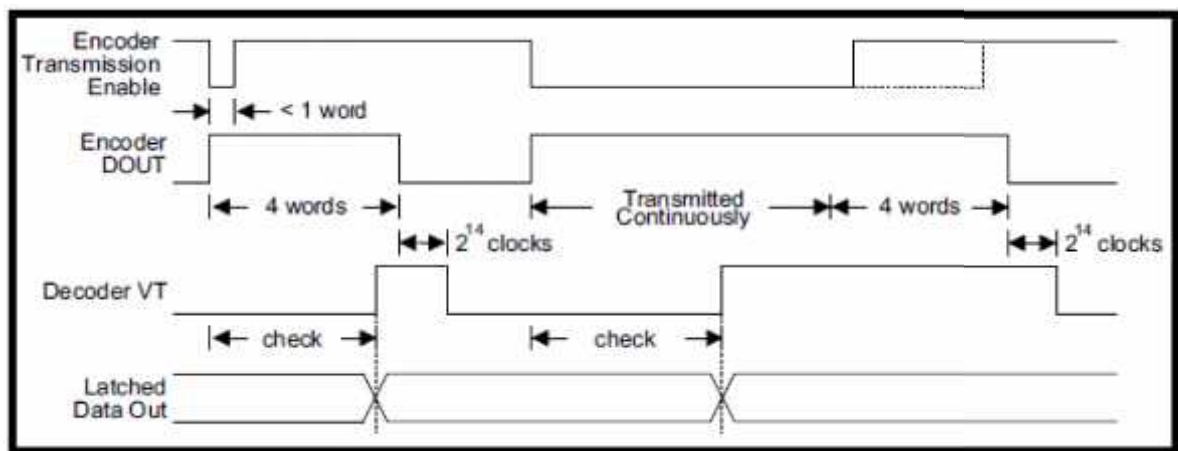 Encoder
Transmission
Enable
< 1 word
Encoder
DOUT
4 words
Transmitted
Continuously
4 words
2^14 clocks
2^14 clocks
Decoder VT
check
check
Latched
Data Out